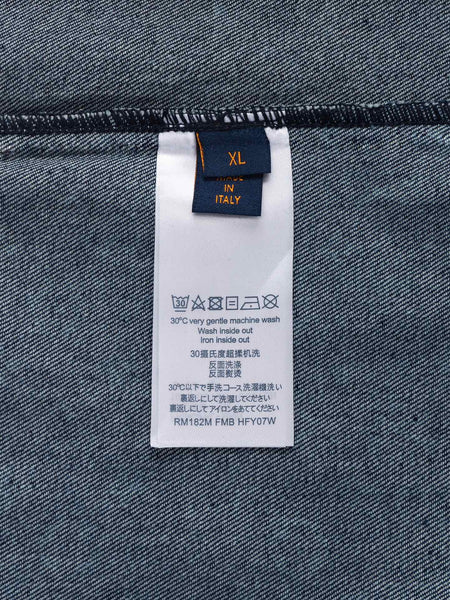 XL
MADE
IN
ITALY
30
30°C very gentle machine wash
Wash inside out
Iron inside out
30摄氏度超揉机洗
反面洗涤
反面熨烫
30℃以下で手洗コース洗濯機洗い
裏返しにして洗濯してください
裏返しにしてアイロンをあててください
RM182M FMB HFY07W